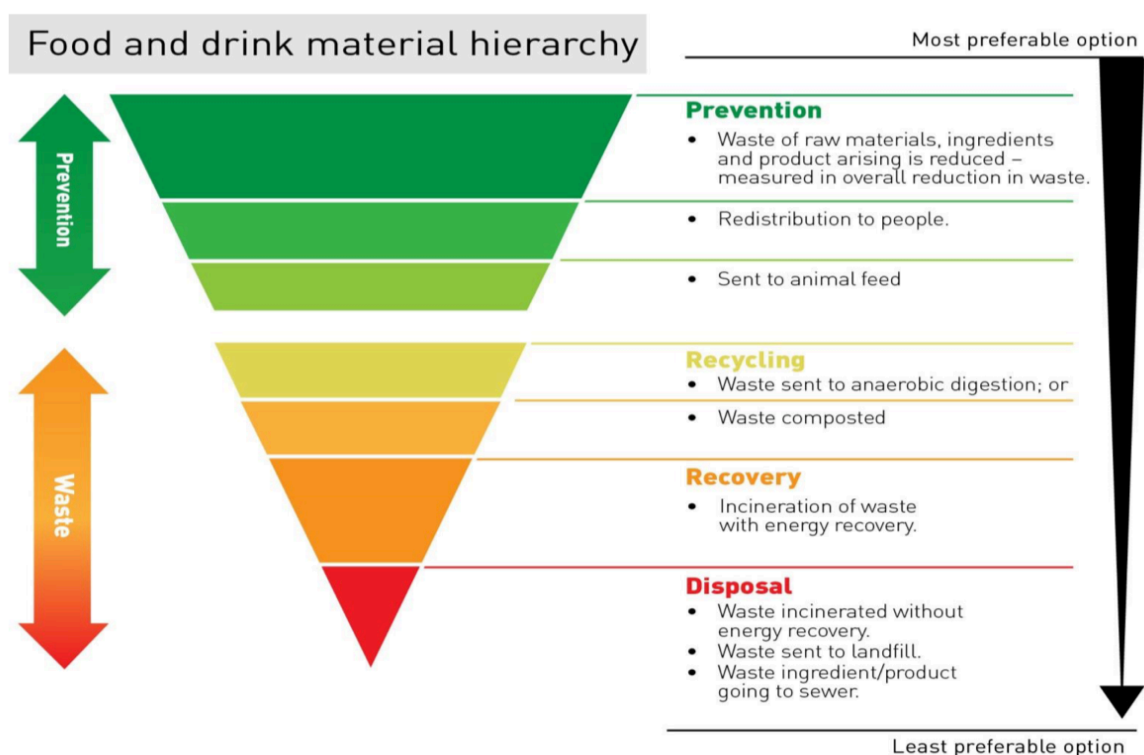 Food and drink material hierarchy
Most preferable option
Prevention
Prevention
• Waste of raw materials, ingredients
and product arising is reduced –
measured in overall reduction in waste.
• Redistribution to people.
• Sent to animal feed
Waste
Recycling
• Waste sent to anaerobic digestion; or
• Waste composted
Recovery
• Incineration of waste
with energy recovery.
Disposal
• Waste incinerated without
energy recovery.
• Waste sent to landfill.
• Waste ingredient/product
going to sewer.
Least preferable option